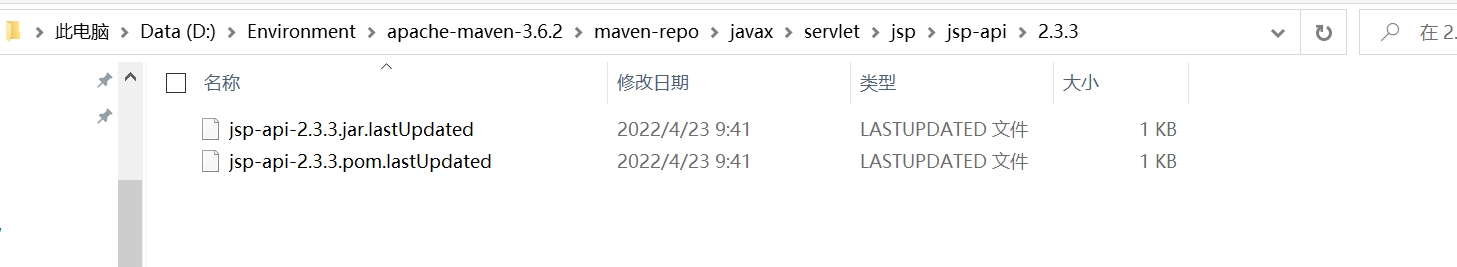 此电脑 > Data (D:) > Environment > apache-maven-3.6.2 > maven-repo > javax > servlet > jsp > jsp-api > 2.3.3 在 2.
名称 修改日期 类型 大小
jsp-api-2.3.3.jar.lastUpdated 2022/4/23 9:41 LASTUPDATED 文件 1 KB
jsp-api-2.3.3.pom.lastUpdated 2022/4/23 9:41 LASTUPDATED 文件 1 KB